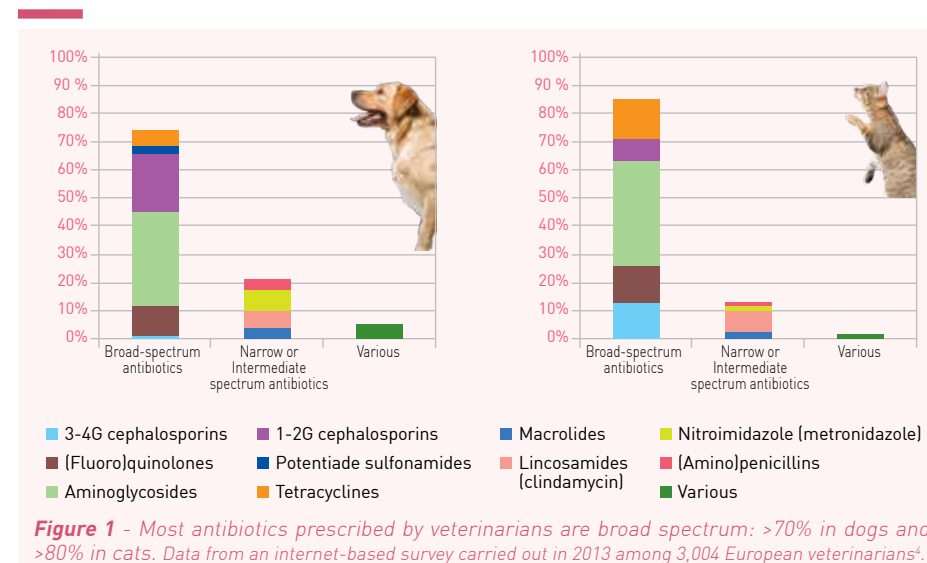 100%
90 %
80%
70%
60%
50%
40%
30%
20%
10%
0%
Broad-spectrum
antibiotics
Narrow or
Intermediate
spectrum antibiotics
Various
100%
90 %
80%
70%
60%
50%
40%
30%
20%
10%
0%
Broad-spectrum
antibiotics
Narrow or
Intermediate
spectrum antibiotics
Various
3-4G cephalosporins
(Fluoro)quinolones
Aminoglycosides
1-2G cephalosporins
Potentiade sulfonamides
Tetracyclines
Macrolides
Lincosamides
(clindamycin)
Nitroimidazole (metronidazole)
(Amino)penicillins
Various
Figure 1 - Most antibiotics prescribed by veterinarians are broad spectrum: >70% in dogs and
>80% in cats. Data from an internet-based survey carried out in 2013 among 3,004 European veterinarians⁴.